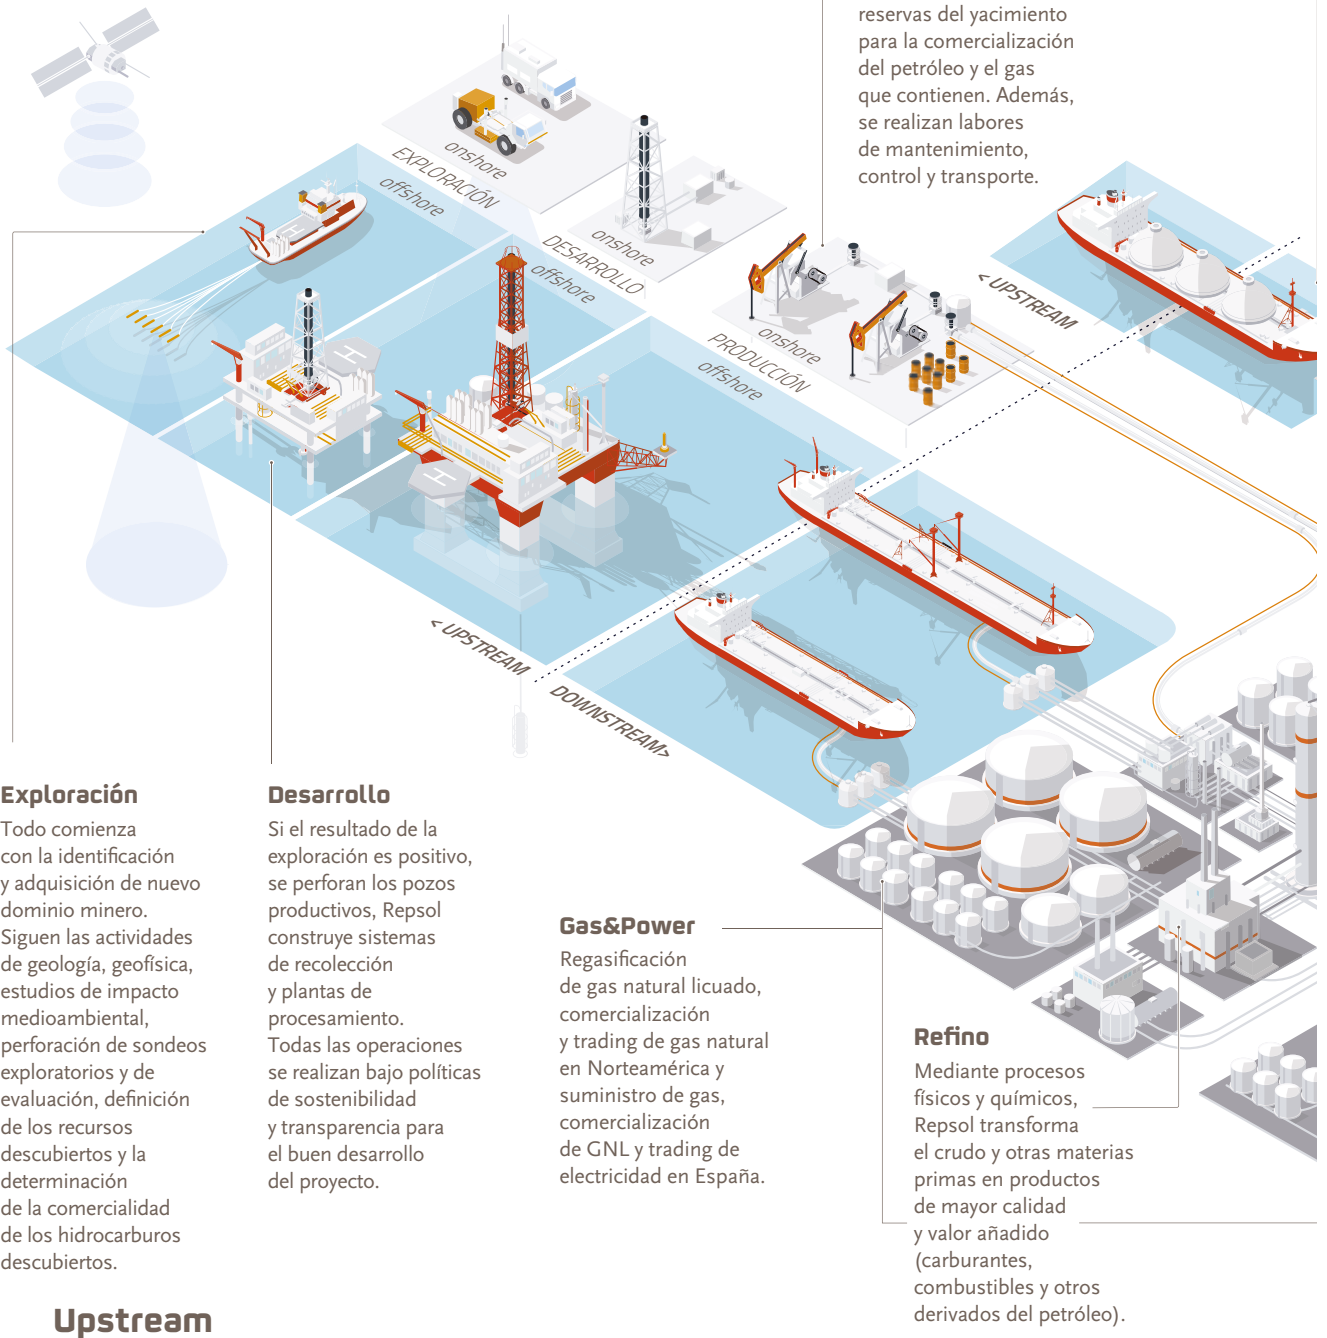 reservas del yacimiento
para la comercialización
del petróleo y el gas
que contienen. Además,
se realizan labores
de mantenimiento,
control y transporte.
onshore
EXPLORACIÓN
offshore
onshore
DESARROLLO
offshore
onshore
PRODUCCIÓN
offshore
< UPSTREAM
< UPSTREAM
DOWNSTREAM>
Exploración
Todo comienza
con la identificación
y adquisición de nuevo
dominio minero.
Siguen las actividades
de geología, geofísica,
estudios de impacto
medioambiental,
perforación de sondeos
exploratorios y de
evaluación, definición
de los recursos
descubiertos y la
determinación
de la comercialidad
de los hidrocarburos
descubiertos.
Desarrollo
Si el resultado de la
exploración es positivo,
se perforan los pozos
productivos, Repsol
construye sistemas
de recolección
y plantas de
procesamiento.
Todas las operaciones
se realizan bajo políticas
de sostenibilidad
y transparencia para
el buen desarrollo
del proyecto.
Gas&Power
Regasificación
de gas natural licuado,
comercialización
y trading de gas natural
en Norteamérica y
suministro de gas,
comercialización
de GNL y trading de
electricidad en España.
Refino
Mediante procesos
físicos y químicos,
Repsol transforma
el crudo y otras materias
primas en productos
de mayor calidad
y valor añadido
(carburantes,
combustibles y otros
derivados del petróleo).
Upstream